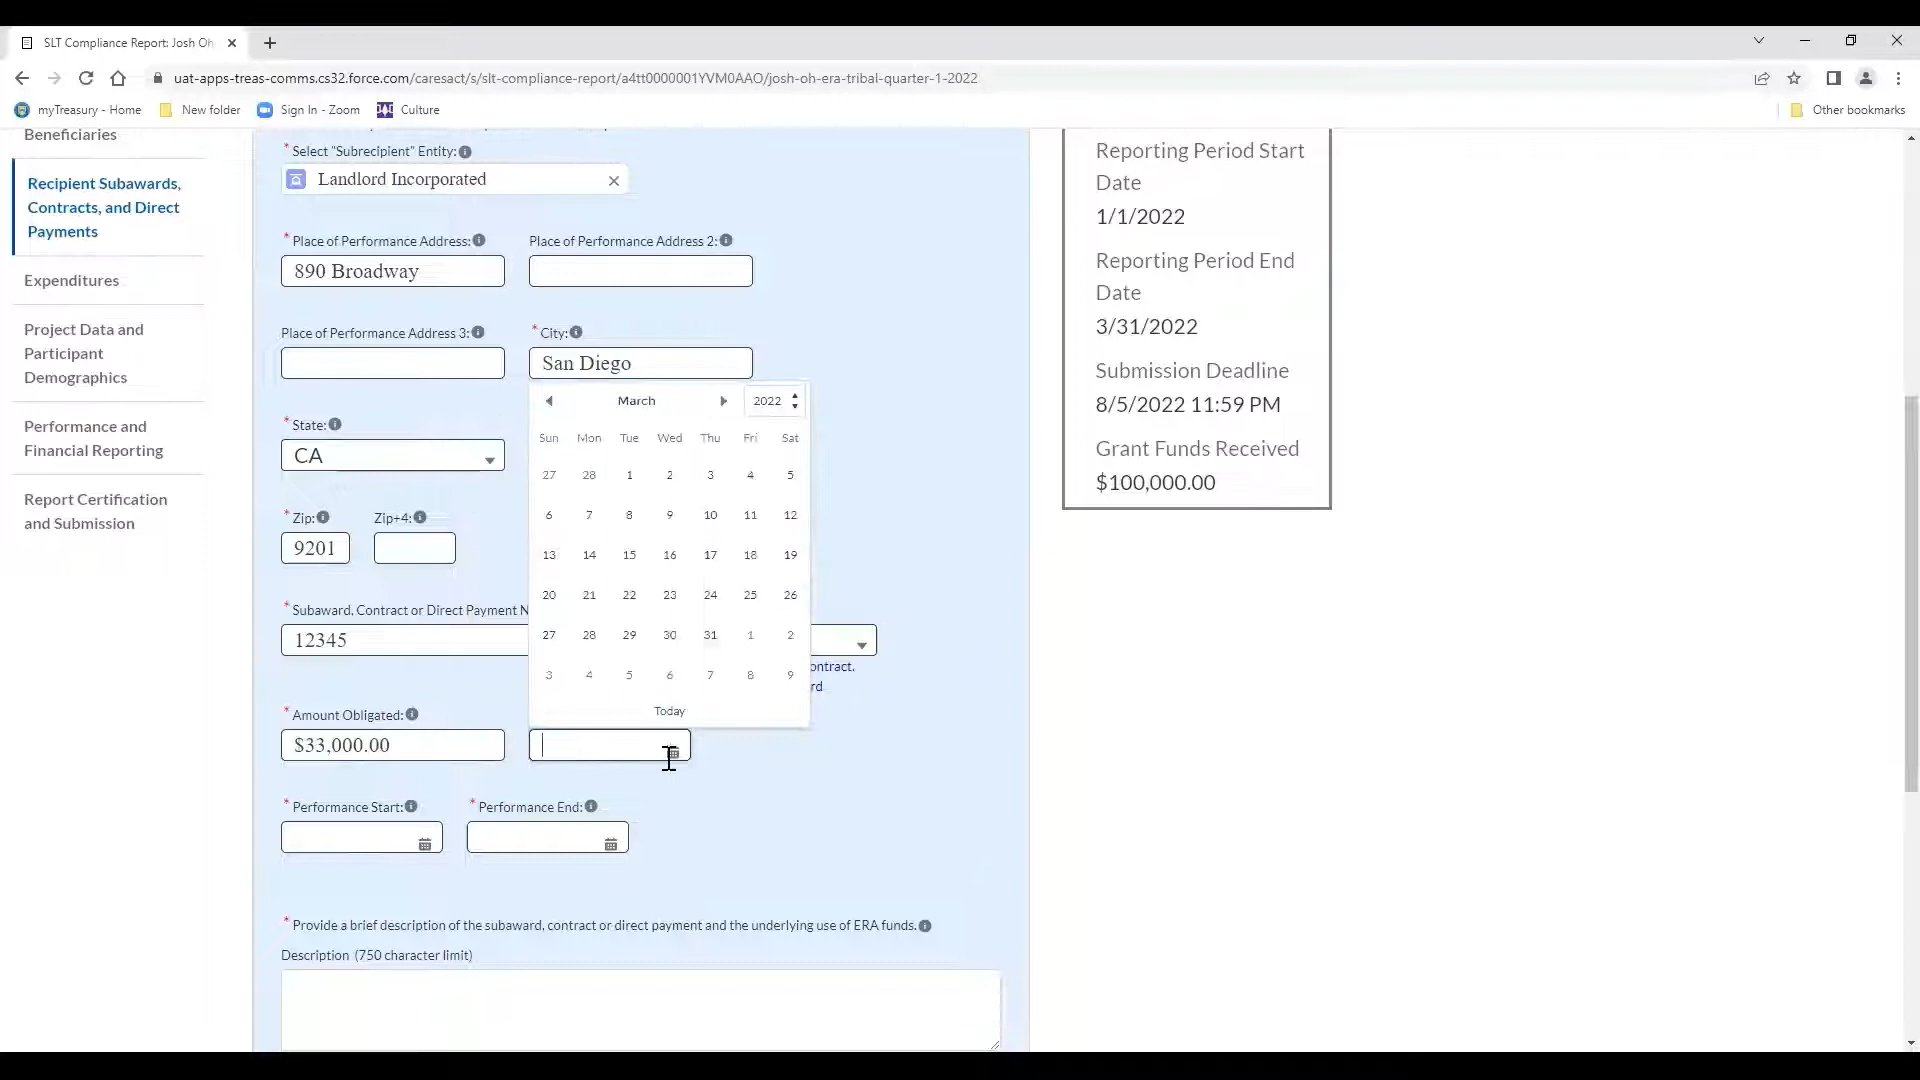 SLT Compliance Report: Josh Oh
uat-apps-treas-comms.cs32.force.com/caresact/s/slt-compliance-report/a4tt0000001YVM0AAO/josh-oh-era-tribal-quarter-1-2022
myTreasury - Home
New folder
Sign In - Zoom
Culture
Other bookmarks
Beneficiaries
Recipient Subawards,
Contracts, and Direct
Payments
Expenditures
Project Data and
Participant
Demographics
Performance and
Financial Reporting
Report Certification
and Submission
* Select "Subrecipient" Entity:
Landlord Incorporated
* Place of Performance Address:
Place of Performance Address 2:
890 Broadway
Place of Performance Address 3:
* City:
San Diego
* State:
CA
* Zip:
Zip+4:
9201
March
2022
Sun Mon Tue Wed Thu Fri Sat
27 28 1 2 3 4 5
6 7 8 9 10 11 12
13 14 15 16 17 18 19
20 21 22 23 24 25 26
27 28 29 30 31 1 2
3 4 5 6 7 8 9
Today
* Subaward, Contract or Direct Payment N
12345
ontract.
rd
* Amount Obligated:
$33,000.00
* Performance Start:
* Performance End:
* Provide a brief description of the subaward, contract or direct payment and the underlying use of ERA funds.
Description (750 character limit)
Reporting Period Start
Date
1/1/2022
Reporting Period End
Date
3/31/2022
Submission Deadline
8/5/2022 11:59 PM
Grant Funds Received
$100,000.00